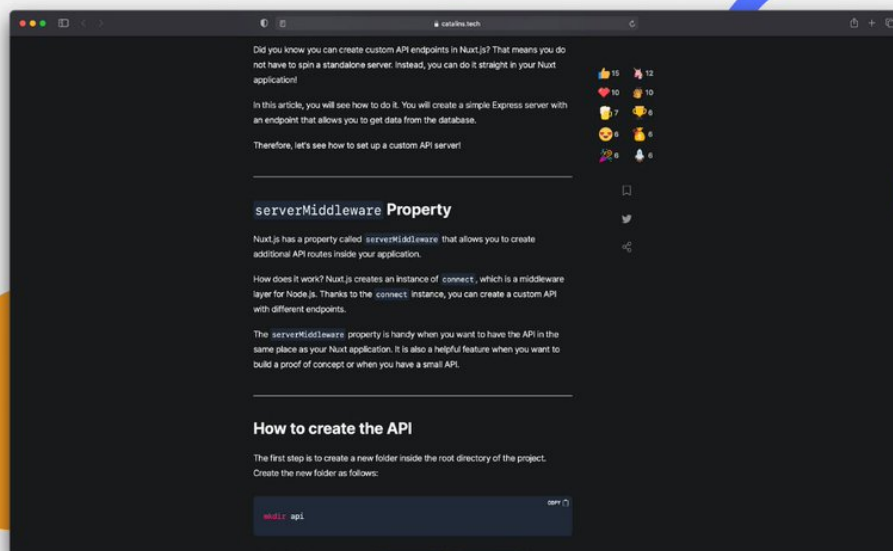 catalins.tech
Did you know you can create custom API endpoints in Nuxt.js? That means you do
not have to spin a standalone server. Instead, you can do it straight in your Nuxt
application!
In this article, you will see how to do it. You will create a simple Express server with
an endpoint that allows you to get data from the database.
Therefore, let's see how to set up a custom API server!
15 12
10 10
7 6
6 6
6 6
serverMiddleware Property
Nuxt.js has a property called serverMiddleware that allows you to create
additional API routes inside your application.
How does it work? Nuxt.js creates an instance of connect, which is a middleware
layer for Node.js. Thanks to the connect instance, you can create a custom API
with different endpoints.
The serverMiddleware property is handy when you want to have the API in the
same place as your Nuxt application. It is also a helpful feature when you want to
build a proof of concept or when you have a small API.
How to create the API
The first step is to create a new folder inside the root directory of the project.
Create the new folder as follows:
COPY
mkdir api